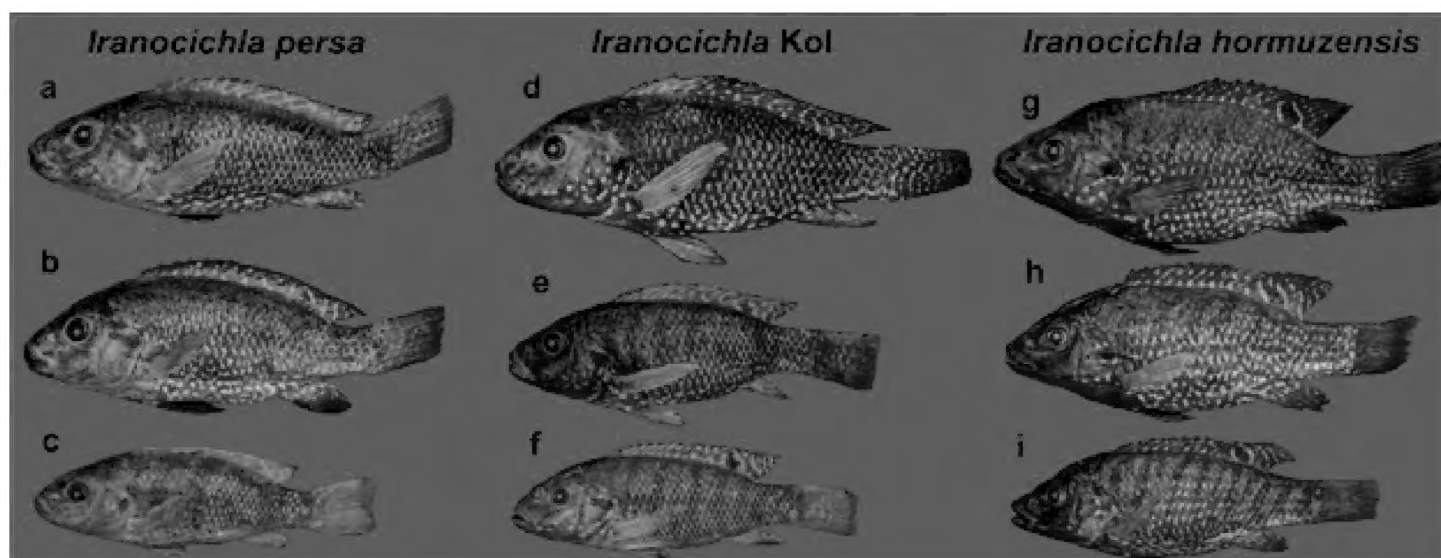 Iranocichla persa
Iranocichla Kol
Iranocichla hormuzensis
a
d
g
b
e
h
c
f
i